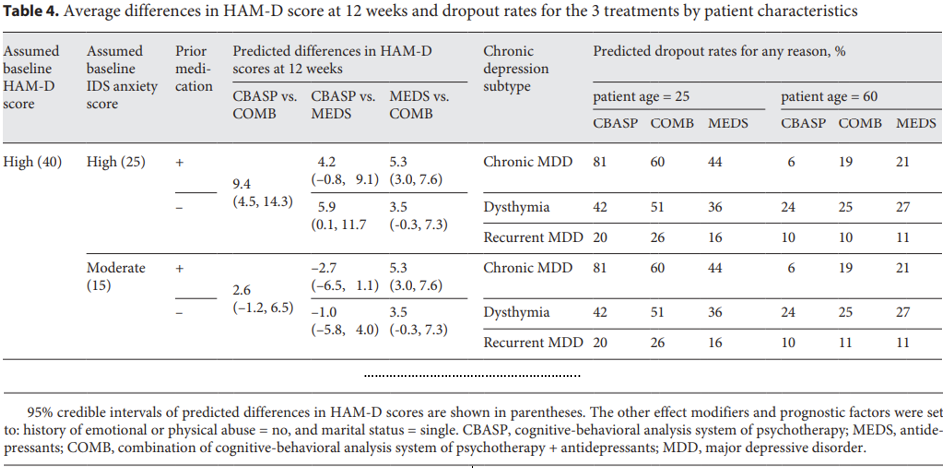 Table 4. Average differences in HAM-D score at 12 weeks and dropout rates for the 3 treatments by patient characteristics
Assumed baseline HAM-D score | Assumed baseline IDS anxiety score | Prior medi-cation | Predicted differences in HAM-D scores at 12 weeks | Chronic depression subtype | Predicted dropout rates for any reason, %
CBASP vs. COMB | CBASP vs. MEDS | MEDS vs. COMB | patient age = 25 | patient age = 60
CBASP COMB MEDS | CBASP COMB MEDS
High (40) | High (25) | + | 9.4 (4.5, 14.3) | 4.2 (–0.8, 9.1) | 5.3 (3.0, 7.6) | Chronic MDD | 81 | 60 | 44 | 6 | 19 | 21
– | 5.9 (0.1, 11.7 | 3.5 (-0.3, 7.3) | Dysthymia | 42 | 51 | 36 | 24 | 25 | 27
Recurrent MDD | 20 | 26 | 16 | 10 | 10 | 11
Moderate (15) | + | 2.6 (–1.2, 6.5) | –2.7 (–6.5, 1.1) | 5.3 (3.0, 7.6) | Chronic MDD | 81 | 60 | 44 | 6 | 19 | 21
– | –1.0 (–5.8, 4.0) | 3.5 (-0.3, 7.3) | Dysthymia | 42 | 51 | 36 | 24 | 25 | 27
Recurrent MDD | 20 | 26 | 16 | 10 | 11 | 11
95% credible intervals of predicted differences in HAM-D scores are shown in parentheses. The other effect modifiers and prognostic factors were set
to: history of emotional or physical abuse = no, and marital status = single. CBASP, cognitive-behavioral analysis system of psychotherapy; MEDS, antide-
pressants; COMB, combination of cognitive-behavioral analysis system of psychotherapy + antidepressants; MDD, major depressive disorder.